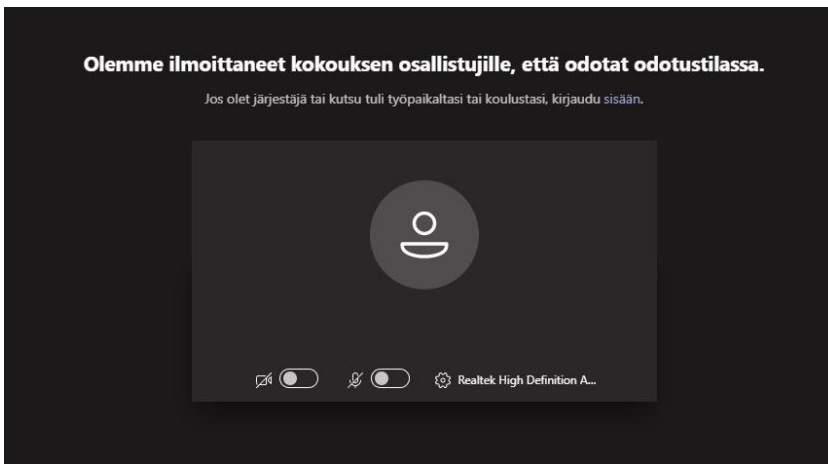 Olemme ilmoittaneet kokouksen osallistujille, että odotat odotustilassa.
Jos olet järjestäjä tai kutsu tuli työpaikaltasi tai koulustasi, kirjaudu sisään.
Realtek High Definition A...